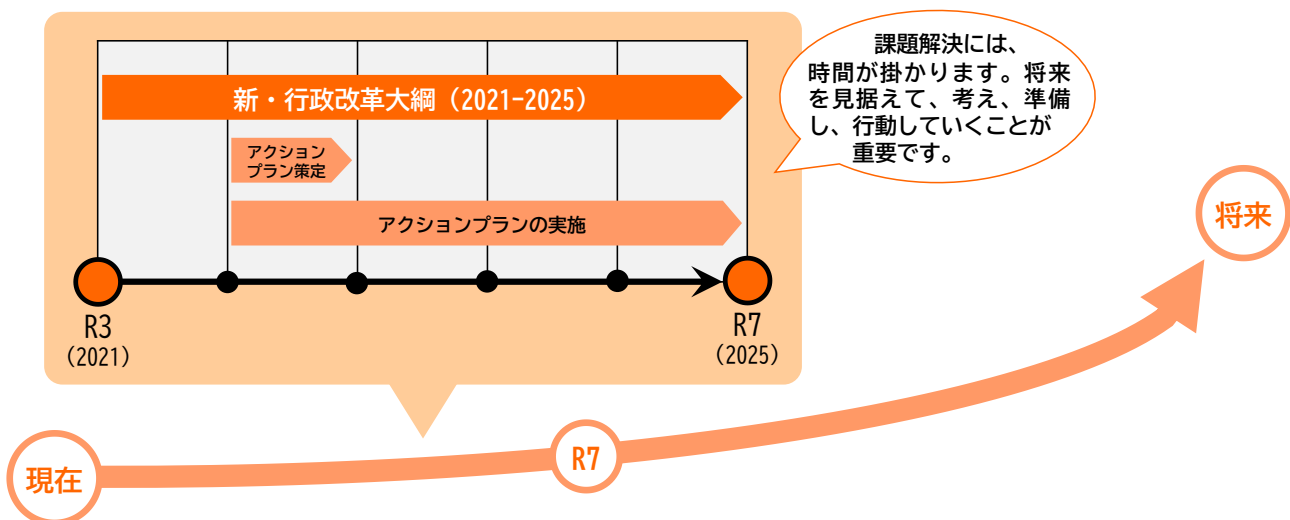 新・行政改革大綱（2021-2025）
アクション
プラン策定
アクションプランの実施
R3
（2021）
R7
（2025）
課題解決には、
時間が掛かります。将来
を見据えて、考え、準備
し、行動していくことが
重要です。
現在
R7
将来